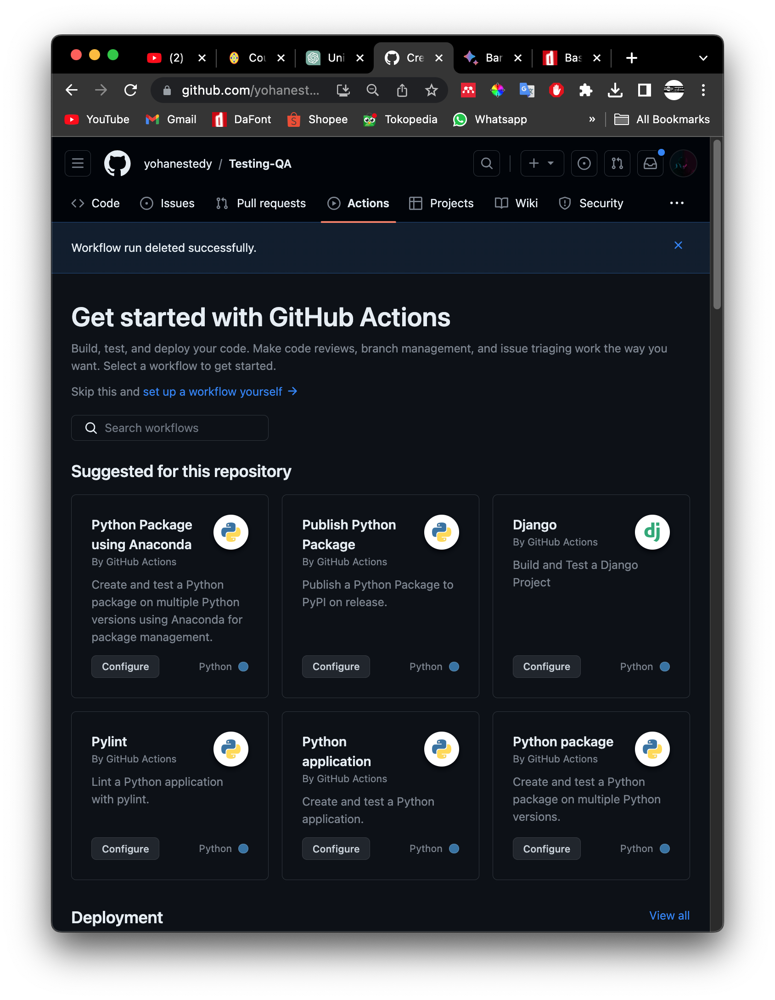 (2)
Cou
Uni
Cre
Bar
Bas
github.com/yohanest...
YouTube
Gmail
DaFont
Shopee
Tokopedia
Whatsapp
»
All Bookmarks
yohanestedy / Testing-QA
Code
Issues
Pull requests
Actions
Projects
Wiki
Security
Workflow run deleted successfully.
Get started with GitHub Actions
Build, test, and deploy your code. Make code reviews, branch management, and issue triaging work the way you
want. Select a workflow to get started.
Skip this and set up a workflow yourself →
Search workflows
Suggested for this repository
Python Package
using Anaconda
By GitHub Actions
Create and test a Python
package on multiple Python
versions using Anaconda for
package management.
Configure
Python
Publish Python
Package
By GitHub Actions
Publish a Python Package to
PyPI on release.
Configure
Python
Django
dj
By GitHub Actions
Build and Test a Django
Project
Configure
Python
Pylint
By GitHub Actions
Lint a Python application
with pylint.
Configure
Python
Python
application
By GitHub Actions
Create and test a Python
application.
Configure
Python
Python package
By GitHub Actions
Create and test a Python
package on multiple Python
versions.
Configure
Python
Deployment
View all